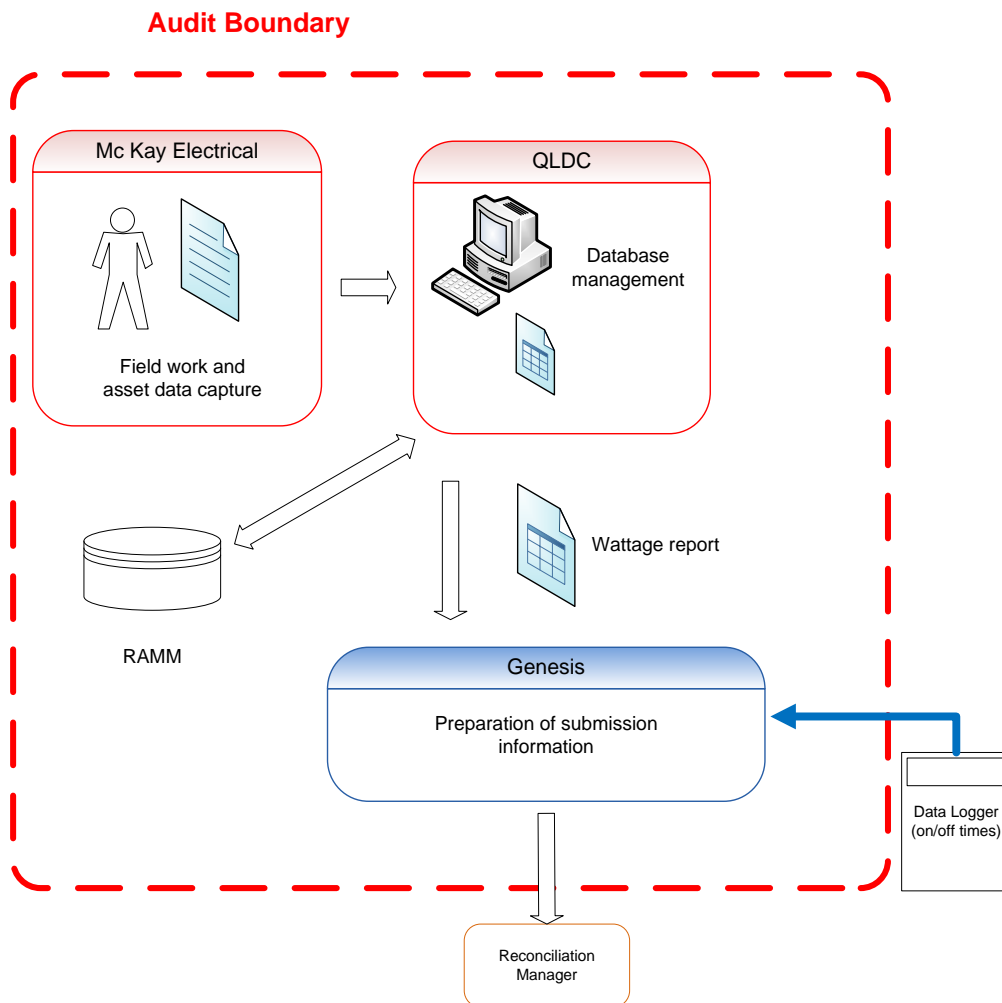 Audit Boundary
Mc Kay Electrical
Field work and
asset data capture
QLDC
Database
management
RAMM
Wattage report
Genesis
Preparation of submission
information
Data Logger
(on/off times)
Reconciliation
Manager